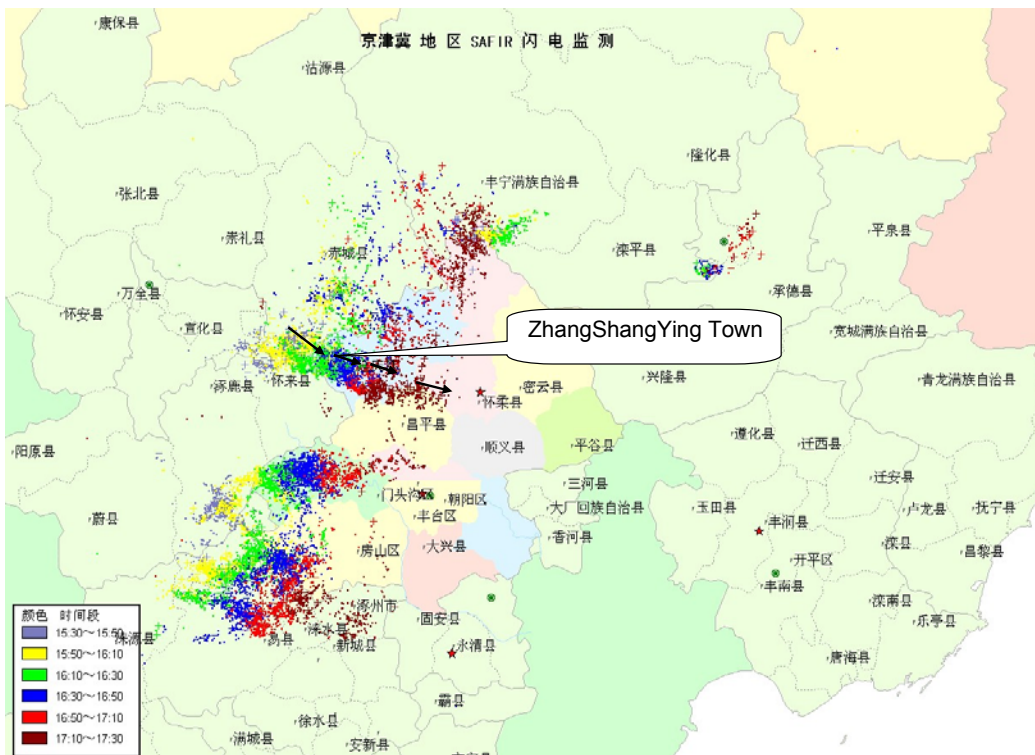 康保县
京津冀 地 区 SAFIR 闪 电 监 测
沽源县
隆化县
丰宁满族自治县
张北县
崇礼县
平泉县
赤城县
滦平县
承德县
万全县
怀安县
宣化县
ZhangShangYing Town
宽城满族自治县
涿鹿县
怀来县
密云县
兴隆县
青龙满族自治县
怀柔县
昌平县
遵化县
迁西县
阳原县
顺义县
平谷县
三河县
迁安县
门头沟区
朝阳区
大厂回族自治县
玉田县
丰润县
卢龙县
抚宁县
蔚县
丰台区
香河县
滦县
昌黎县
房山区
大兴县
开平区
丰南县
涿州市
滦南县
固安县
乐亭县
涞源县
涞水县
新城县
永清县
唐海县
霸县
徐水县
满城县
安新县
颜色 时间段
15:30～15:50
15:50～16:10
16:10～16:30
16:30～16:50
16:50～17:10
17:10～17:30